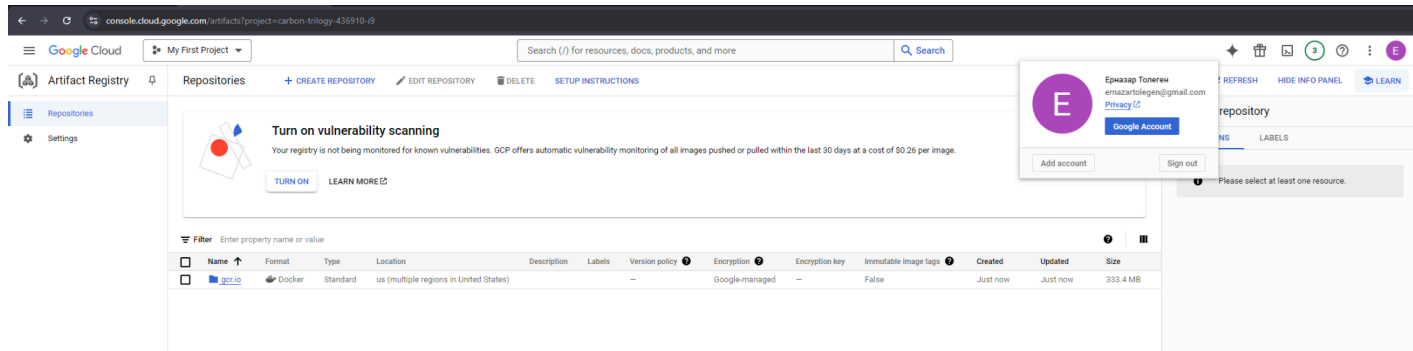 console.cloud.google.com/artifacts?project=carbon-trilogy-436910-i9
Google Cloud
My First Project
Search (/) for resources, docs, products, and more
Search
3
E
Artifact Registry
Repositories
CREATE REPOSITORY
EDIT REPOSITORY
DELETE
SETUP INSTRUCTIONS
REFRESH
HIDE INFO PANEL
LEARN
Repositories
Settings
Turn on vulnerability scanning
Your registry is not being monitored for known vulnerabilities. GCP offers automatic vulnerability monitoring of all images pushed or pulled within the last 30 days at a cost of $0.26 per image.
TURN ON
LEARN MORE
E
Ерназар Толеген
ernazartolegen@gmail.com
Privacy
Google Account
Add account
Sign out
repository
NS
LABELS
Please select at least one resource.
Filter Enter property name or value
Name Format Type Location Description Labels Version policy Encryption Encryption key Immutable image tags Created Updated Size
gcr.io Docker Standard us (multiple regions in United States) — Google-managed — False Just now Just now 333.4 MB